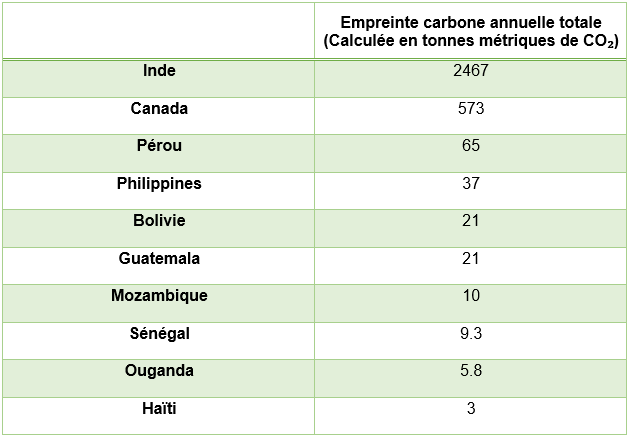 Empreinte carbone annuelle totale
(Calculée en tonnes métriques de CO₂)
Inde 2467
Canada 573
Pérou 65
Philippines 37
Bolivie 21
Guatemala 21
Mozambique 10
Sénégal 9.3
Ouganda 5.8
Haïti 3